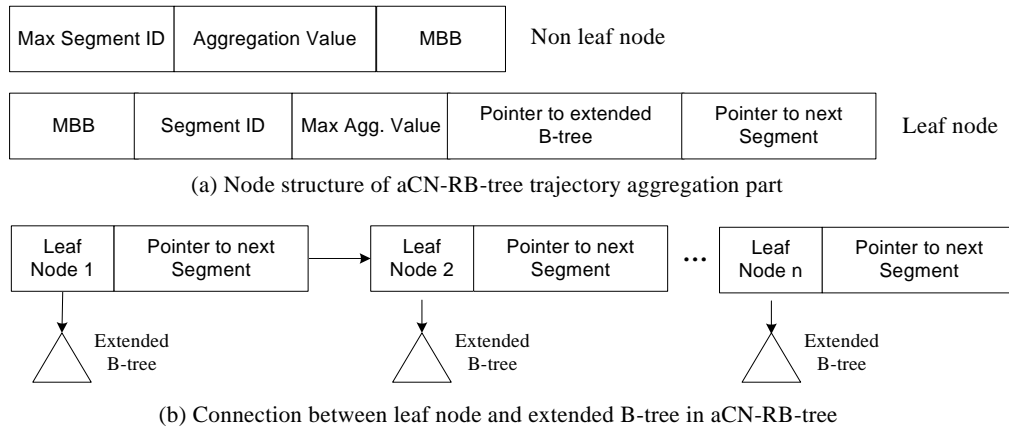 Max Segment ID Aggregation Value MBB Non leaf node
MBB Segment ID Max Agg. Value Pointer to extended B-tree Pointer to next Segment Leaf node
(a) Node structure of aCN-RB-tree trajectory aggregation part
Leaf Node 1 Pointer to next Segment Leaf Node 2 Pointer to next Segment ... Leaf Node n Pointer to next Segment
Extended B-tree Extended B-tree Extended B-tree
(b) Connection between leaf node and extended B-tree in aCN-RB-tree